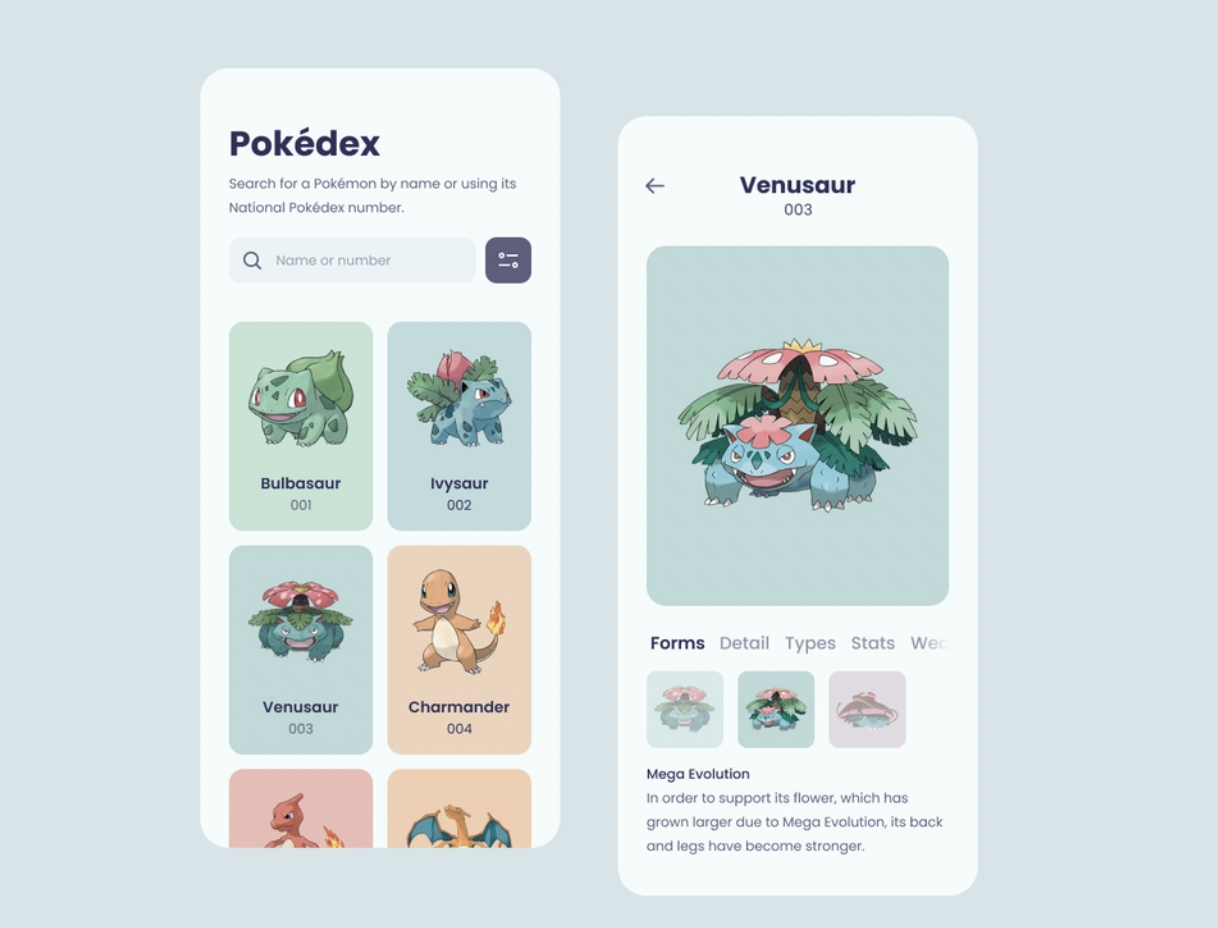 Pokédex
Search for a Pokémon by name or using its
National Pokédex number.
Name or number
Bulbasaur
001
Ivysaur
002
Venusaur
003
Charmander
004
Venusaur
003
Forms Detail Types Stats
Mega Evolution
In order to support its flower, which has
grown larger due to Mega Evolution, its back
and legs have become stronger.